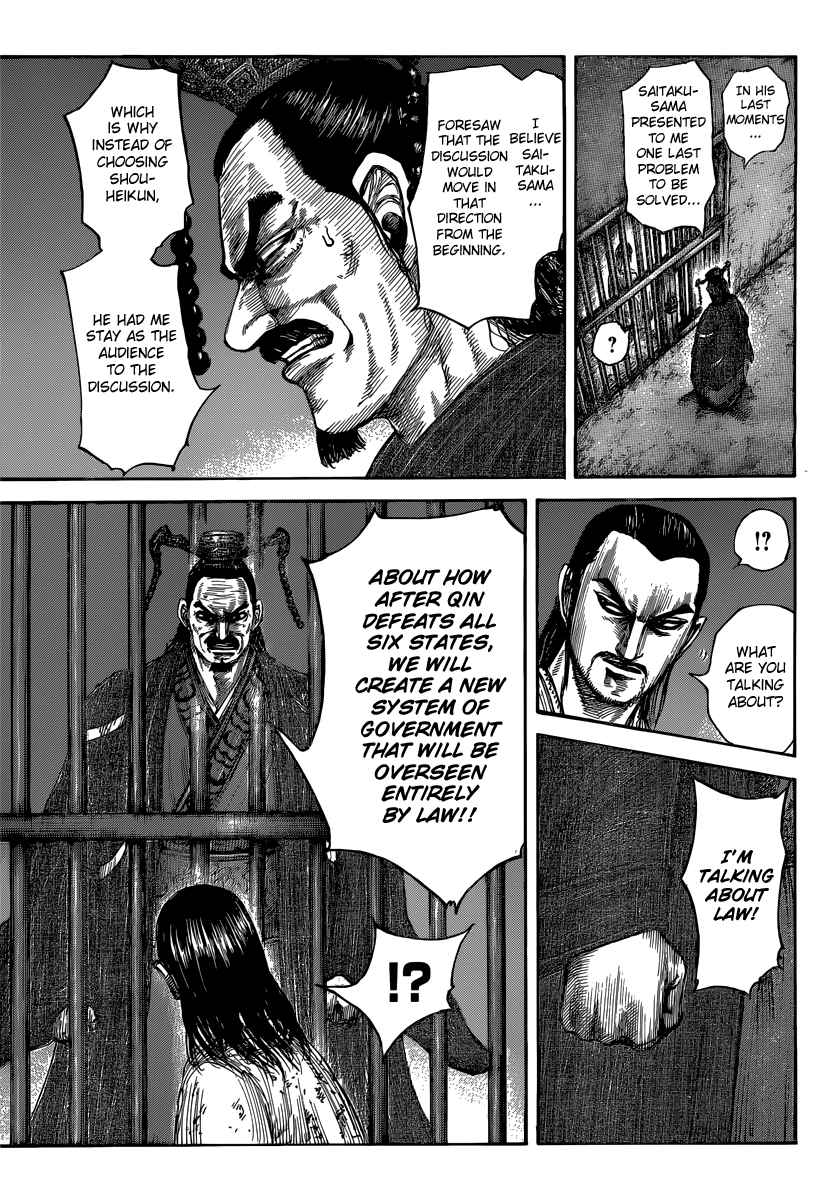 IN HIS
LAST
MOMENTS
...
SAITAKU-
SAMA
PRESENTED
TO ME
ONE LAST
PROBLEM
TO BE
SOLVED...
?
I
BELIEVE
SAI-
TAKU-
SAMA
...
FORESAW
THAT THE
DISCUSSION
WOULD
MOVE IN
THAT
DIRECTION
FROM THE
BEGINNING.
WHICH
IS WHY
INSTEAD OF
CHOOSING
SHOU-
HEIKUN,
HE HAD ME
STAY AS THE
AUDIENCE
TO THE
DISCUSSION.
!?
WHAT
ARE YOU
TALKING
ABOUT?
I'M
TALKING
ABOUT
LAW!
ABOUT HOW
AFTER QIN
DEFEATS ALL
SIX STATES,
WE WILL
CREATE A NEW
SYSTEM OF
GOVERNMENT
THAT WILL BE
OVERSEEN
ENTIRELY
BY LAW!!
!?